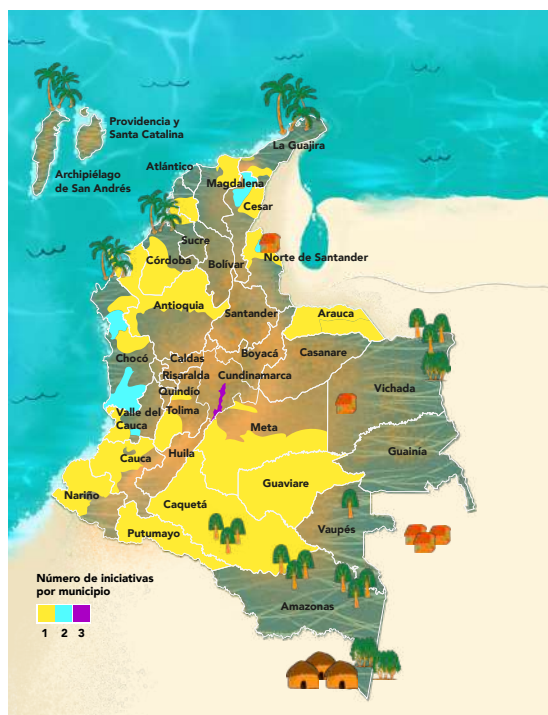 Providencia y
Santa Catalina
La Guajira
Archipiélago
de San Andrés
Atlántico
Magdalena
Cesar
Sucre
Norte de Santander
Córdoba
Bolívar
Antioquia
Santander
Arauca
Chocó
Caldas
Boyacá
Casanare
Risaralda
Cundinamarca
Vichada
Quindío
Valle del
Cauca
Tolima
Meta
Guainía
Cauca
Huila
Nariño
Guaviare
Caquetá
Putumayo
Vaupés
Amazonas
Número de iniciativas
por municipio
1 2 3